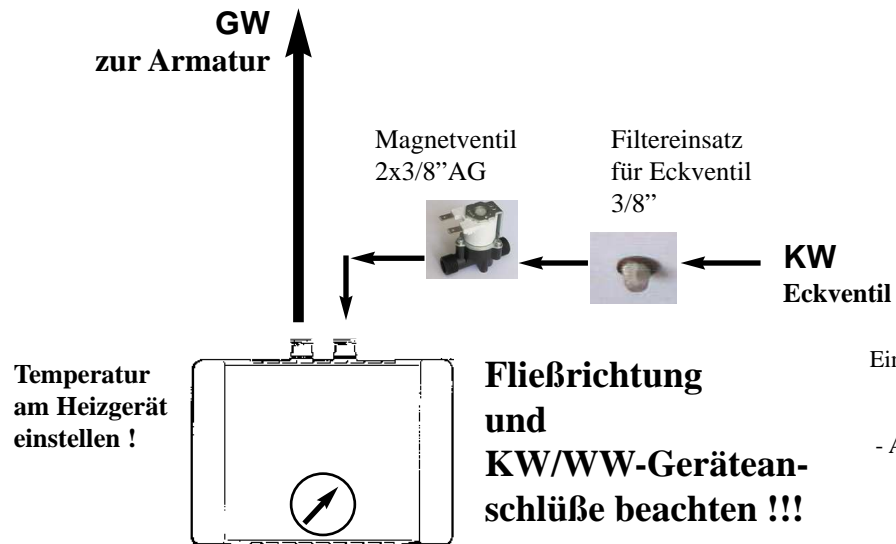 GW
zur Armatur
Magnetventil
2x3/8”AG
Filtereinsatz
für Eckventil
3/8”
KW
Eckventil
Temperatur
am Heizgerät
einstellen !
Fließrichtung
und
KW/WW-Gerätean-
schlüße beachten !!!